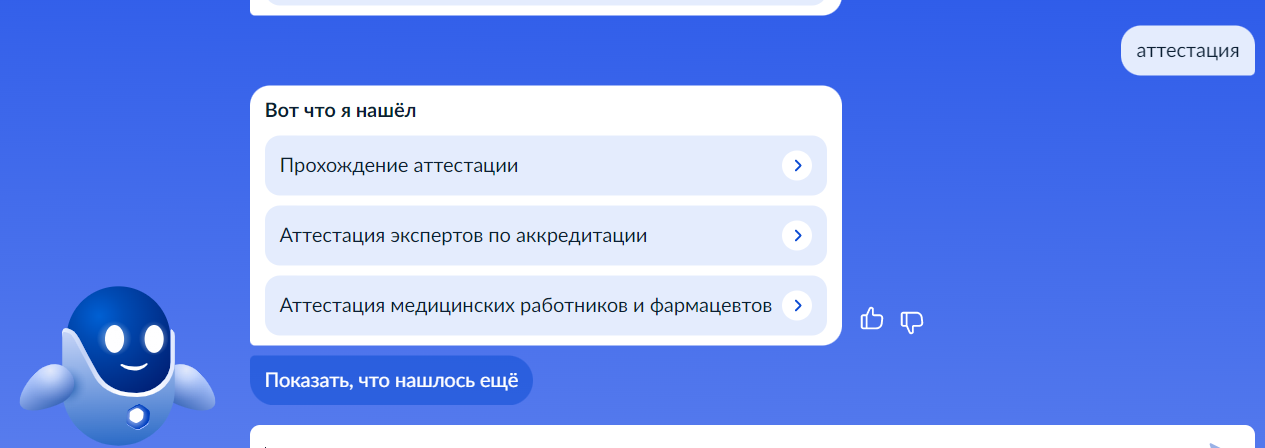 аттестация
Вот что я нашёл
Прохождение аттестации
Аттестация экспертов по аккредитации
Аттестация медицинских работников и фармацевтов
Показать, что нашлось ещё